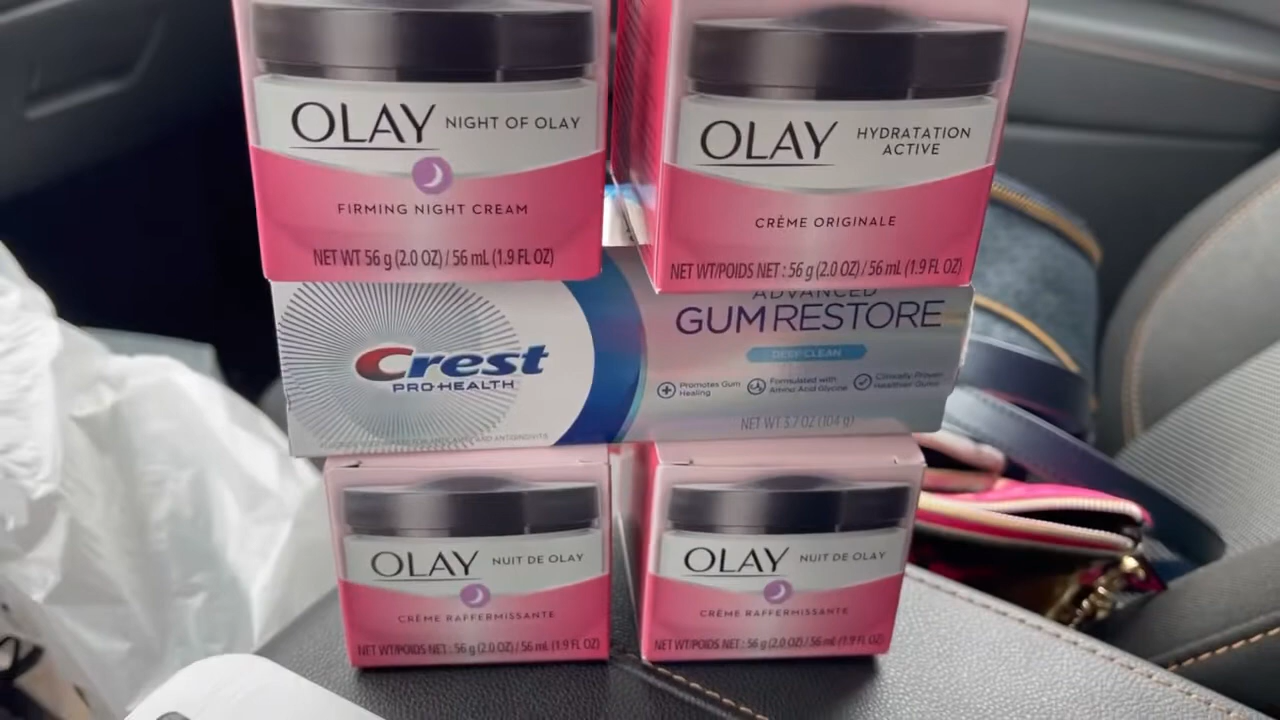 OLAY NIGHT OF OLAY
FIRMING NIGHT CREAM
NET WT 56 g (2.0 OZ) / 56 mL (1.9 FL OZ)
OLAY HYDRATATION
ACTIVE
CRÈME ORIGINALE
NET WT/POIDS NET : 56 g (2.0 OZ) / 56 mL (1.9 FL OZ)
Crest
PRO-HEALTH
ADVANCED
GUM RESTORE
DEEP CLEAN
Promotes Gum
Healing
Formulated with
Amino Acid Glycine
Clinically Proven
Healthier Gums
NET WT 3.7 OZ (104 g)
OLAY NUIT DE OLAY
CRÈME RAFFERMISSANTE
NET WT/POIDS NET : 56 g (2.0 OZ) / 56 mL (1.9 FL OZ)
OLAY NUIT DE OLAY
CRÈME RAFFERMISSANTE
NET WT/POIDS NET : 56 g (2.0 OZ) / 56 mL (1.9 FL OZ)